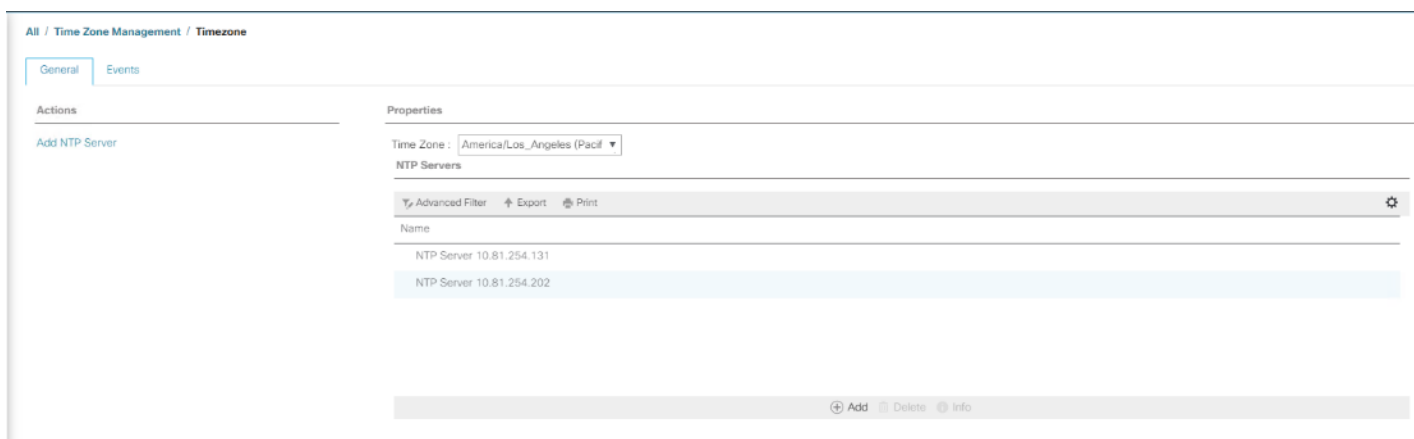 All / Time Zone Management / Timezone
General Events
Actions
Add NTP Server
Properties
Time Zone : America/Los_Angeles (Pacif
NTP Servers
Advanced Filter Export Print
Name
NTP Server 10.81.254.131
NTP Server 10.81.254.202
Add Delete Info